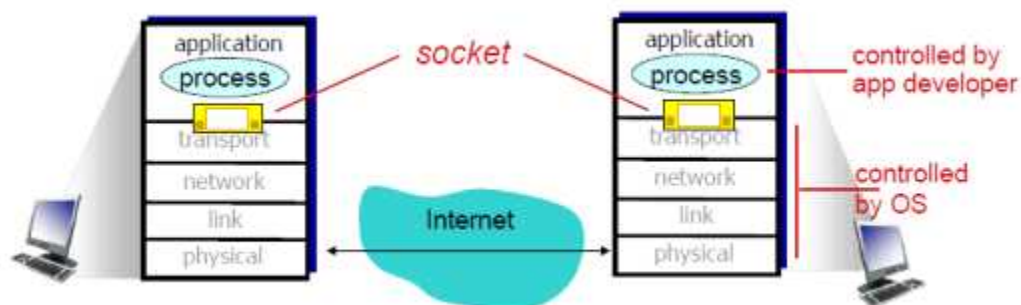 application
process
transport
network
link
physical
socket
Internet
application
process
transport
network
link
physical
controlled by
app developer
controlled
by OS